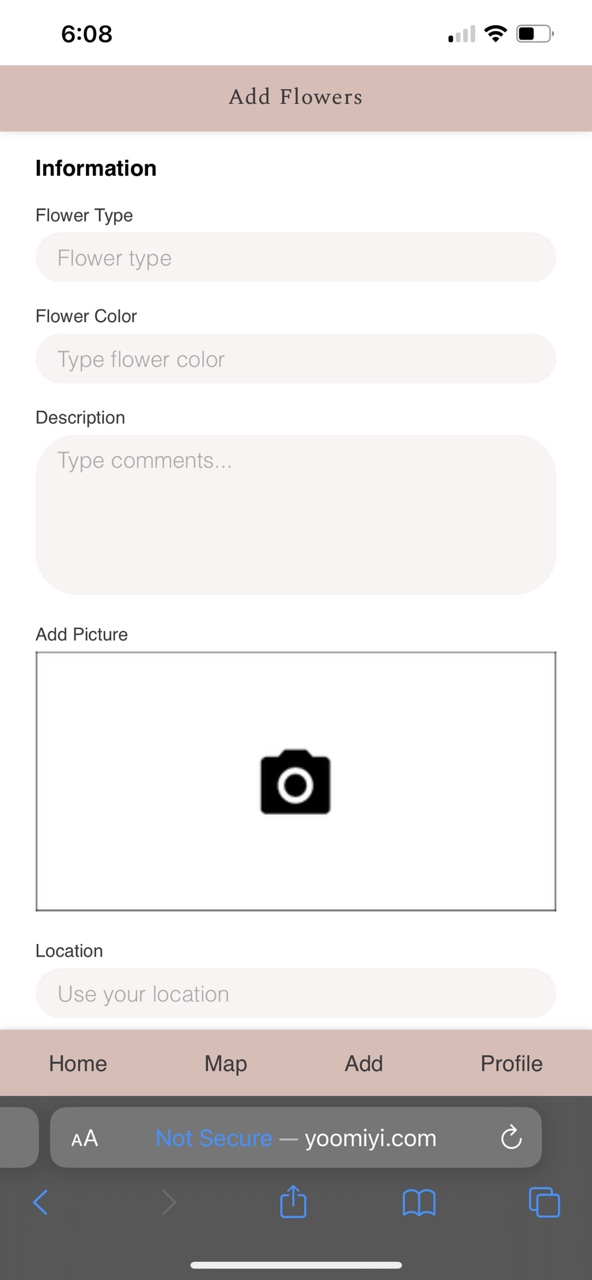 6:08
Add Flowers
Information
Flower Type
Flower type
Flower Color
Type flower color
Description
Type comments...
Add Picture
Location
Use your location
Home Map Add Profile
AA Not Secure — yoomiyi.com